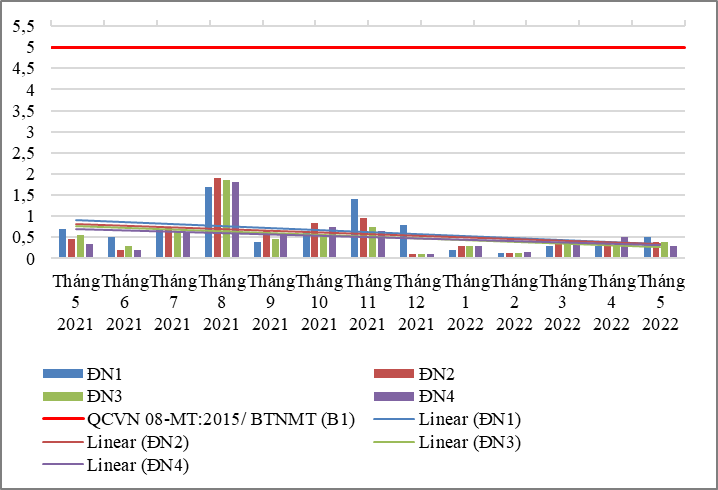 5,5
5
4,5
4
3,5
3
2,5
2
1,5
1
0,5
0
Tháng Tháng Tháng Tháng Tháng Tháng Tháng Tháng Tháng Tháng Tháng Tháng Tháng
5 6 7 8 9 10 11 12 1 2 3 4 5
2021 2021 2021 2021 2021 2021 2021 2021 2022 2022 2022 2022 2022
ĐN1 ĐN2
ĐN3 ĐN4
QCVN 08-MT:2015/ BTNMT (B1) Linear (ĐN1)
Linear (ĐN2) Linear (ĐN3)
Linear (ĐN4)